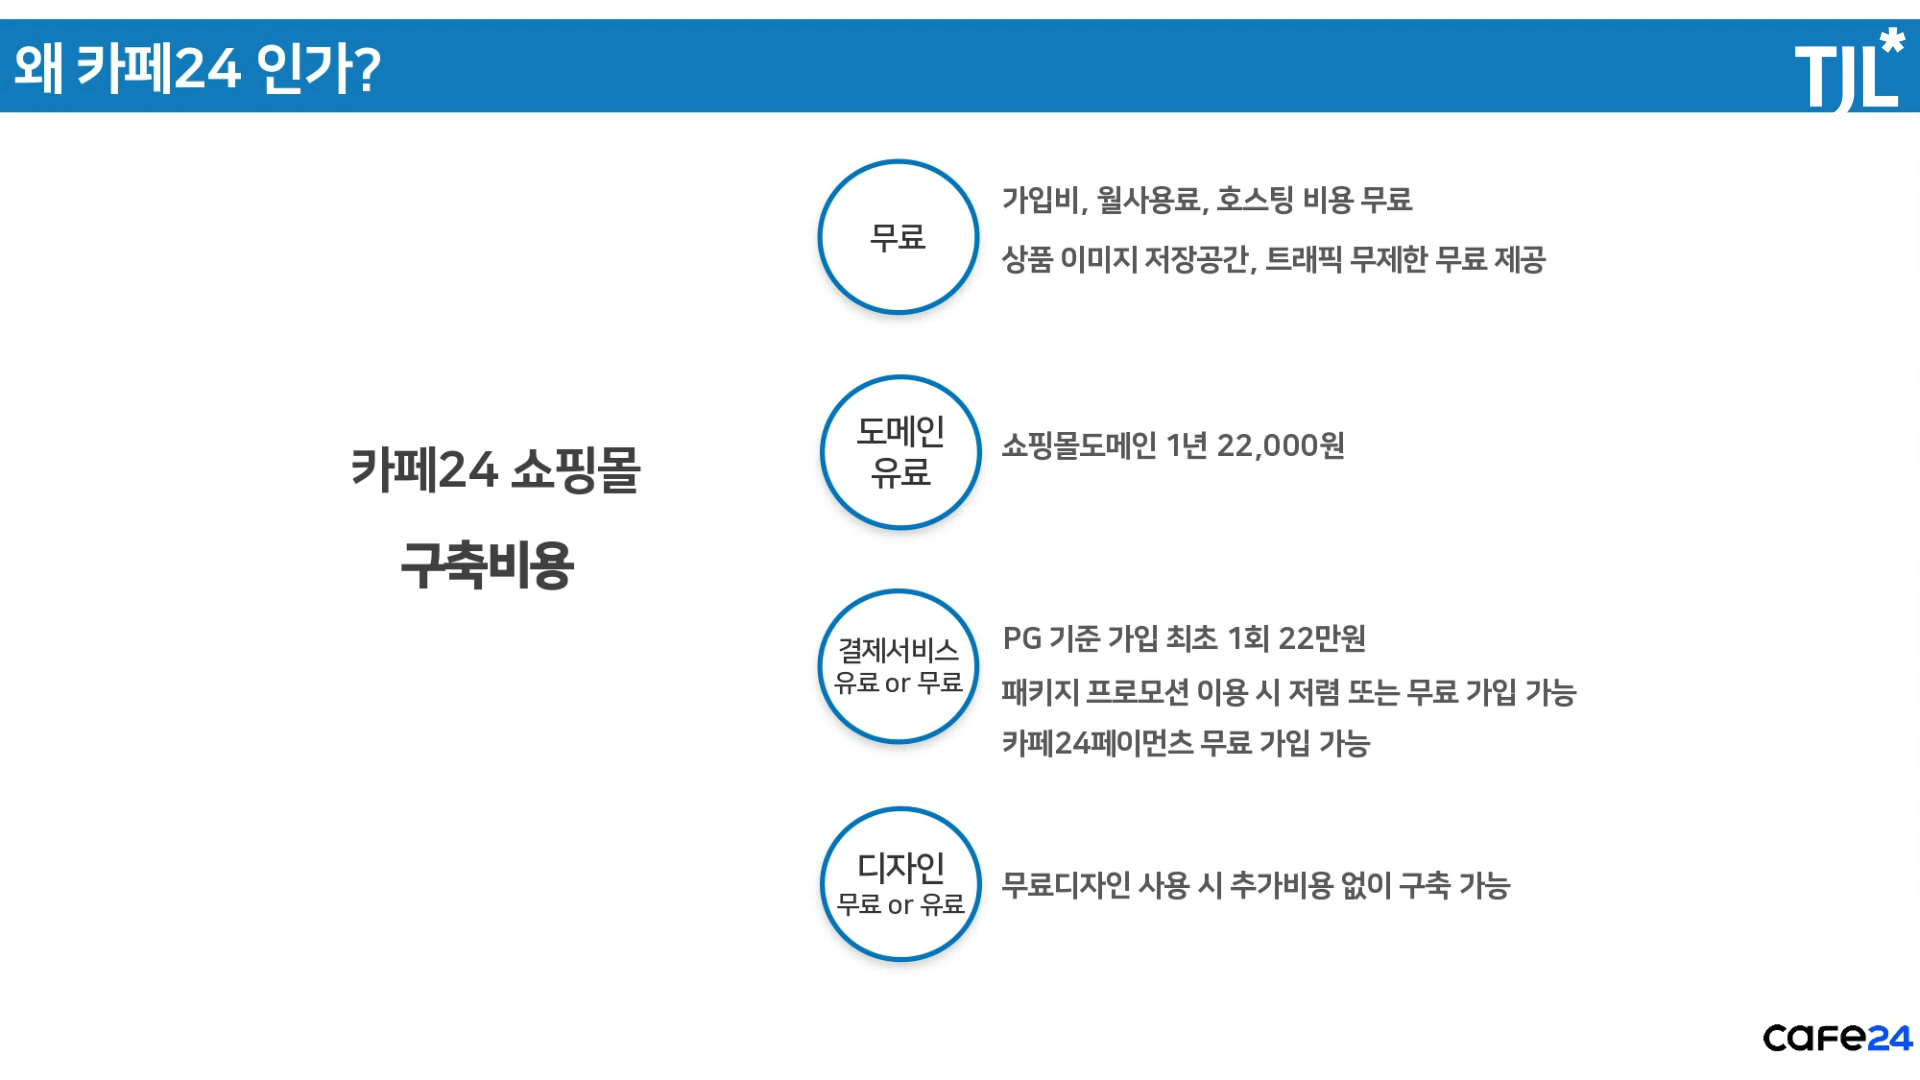 왜 카페24 인가?
TJL*
카페24 쇼핑몰
구축비용
무료
가입비, 월사용료, 호스팅 비용 무료
상품 이미지 저장공간, 트래픽 무제한 무료 제공
도메인
유료
쇼핑몰도메인 1년 22,000원
결제서비스
유료 or 무료
PG 기준 가입 최초 1회 22만원
패키지 프로모션 이용 시 저렴 또는 무료 가입 가능
카페24페이먼츠 무료 가입 가능
디자인
무료 or 유료
무료디자인 사용 시 추가비용 없이 구축 가능
cafe24